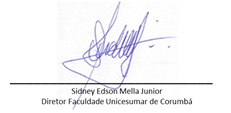 Sidney Edson Mella Junior
Diretor Faculdade Unicesumar de Corumbá